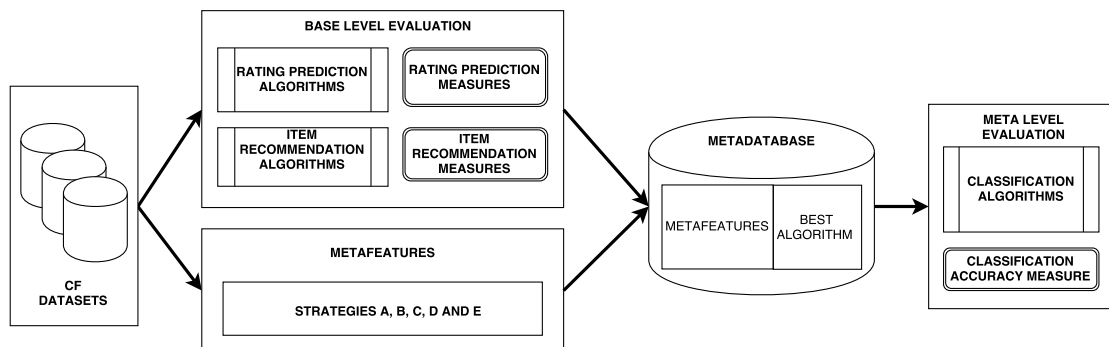 CF
DATASETS
BASE LEVEL EVALUATION
RATING PREDICTION
ALGORITHMS
RATING PREDICTION
MEASURES
ITEM
RECOMMENDATION
ALGORITHMS
ITEM
RECOMMENDATION
MEASURES
METAFEATURES
STRATEGIES A, B, C, D AND E
METADATABASE
METAFEATURES
BEST
ALGORITHM
META LEVEL
EVALUATION
CLASSIFICATION
ALGORITHMS
CLASSIFICATION
ACCURACY MEASURE